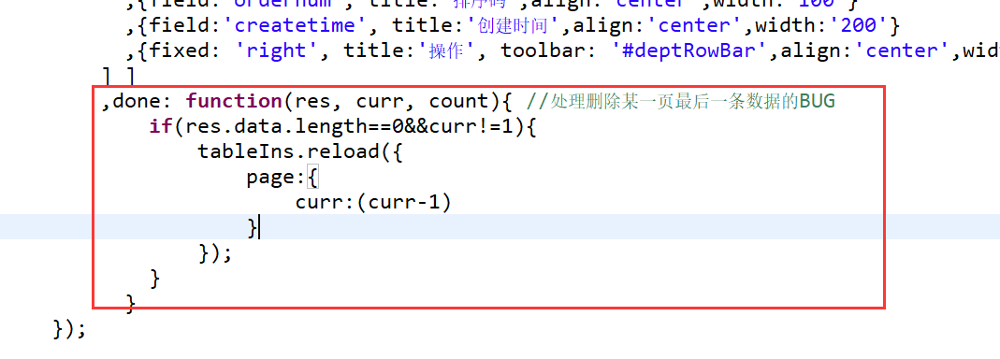 ,{field:'ordernum', title:'排序码',align:'center',width:'100'}
,{field:'createtime', title:'创建时间',align:'center',width:'200'}
,{fixed: 'right', title:'操作', toolbar: '#deptRowBar',align:'center',wid
] ]
,done: function(res, curr, count){ //处理删除某一页最后一条数据的BUG
if(res.data.length==0&&curr!=1){
tableIns.reload({
page:{
curr:(curr-1)
}
});
}
}
});